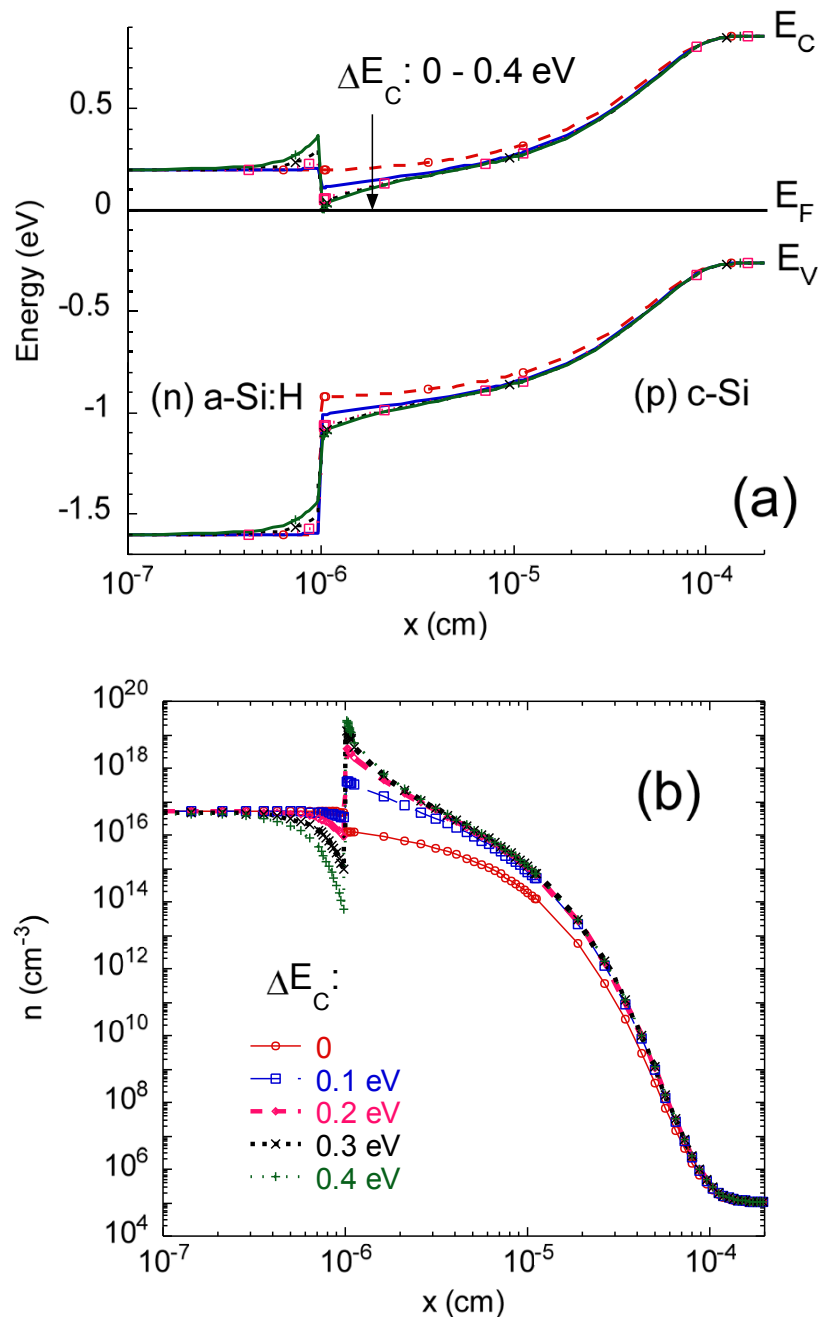 E_C
ΔE_C: 0 - 0.4 eV
0.5
0
E_F
Energy (eV)
E_V
-0.5
-1
(n) a-Si:H
(p) c-Si
-1.5
(a)
10^-7
10^-6
10^-5
10^-4
x (cm)
10^20
10^18
(b)
10^16
10^14
n (cm^-3)
10^12
ΔE_C:
10^10
0
0.1 eV
10^8
0.2 eV
0.3 eV
10^6
0.4 eV
10^4
10^-7
10^-6
10^-5
10^-4
x (cm)